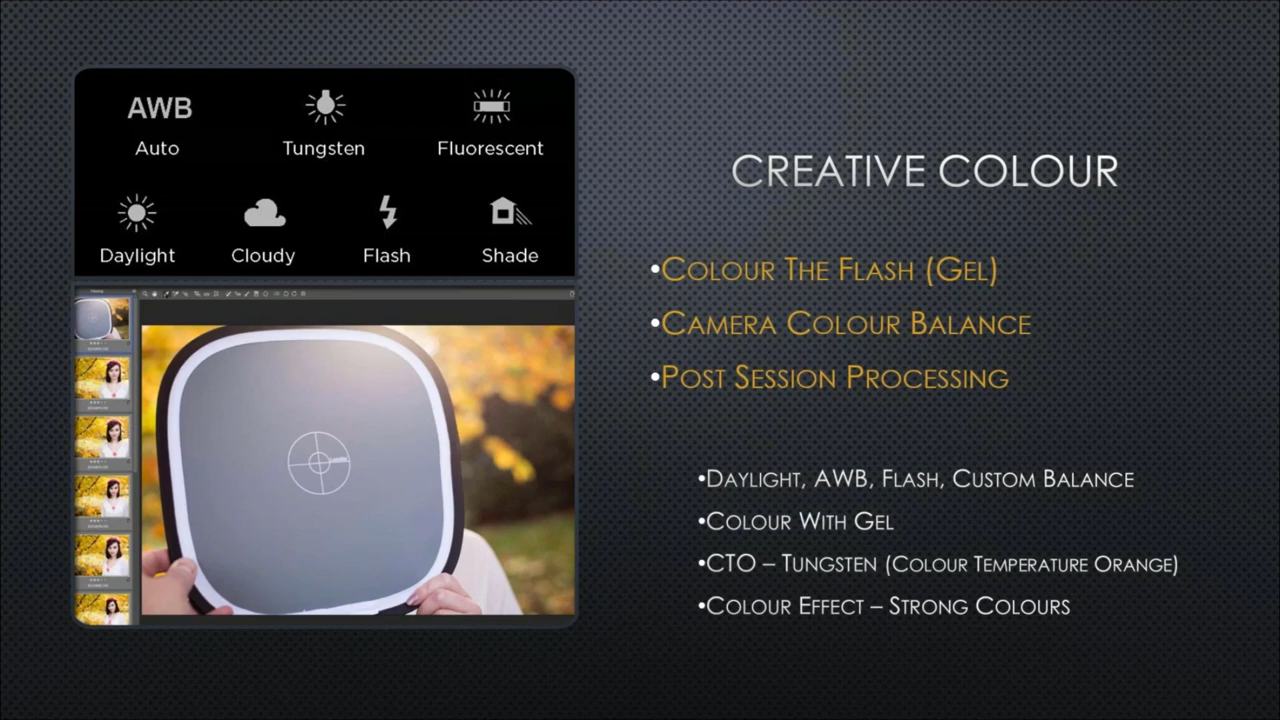 AWB
Auto
Tungsten
Fluorescent
Daylight
Cloudy
Flash
Shade
CREATIVE COLOUR
•COLOUR THE FLASH (GEL)
•CAMERA COLOUR BALANCE
•POST SESSION PROCESSING
•DAYLIGHT, AWB, FLASH, CUSTOM BALANCE
•COLOUR WITH GEL
•CTO – TUNGSTEN (COLOUR TEMPERATURE ORANGE)
•COLOUR EFFECT – STRONG COLOURS